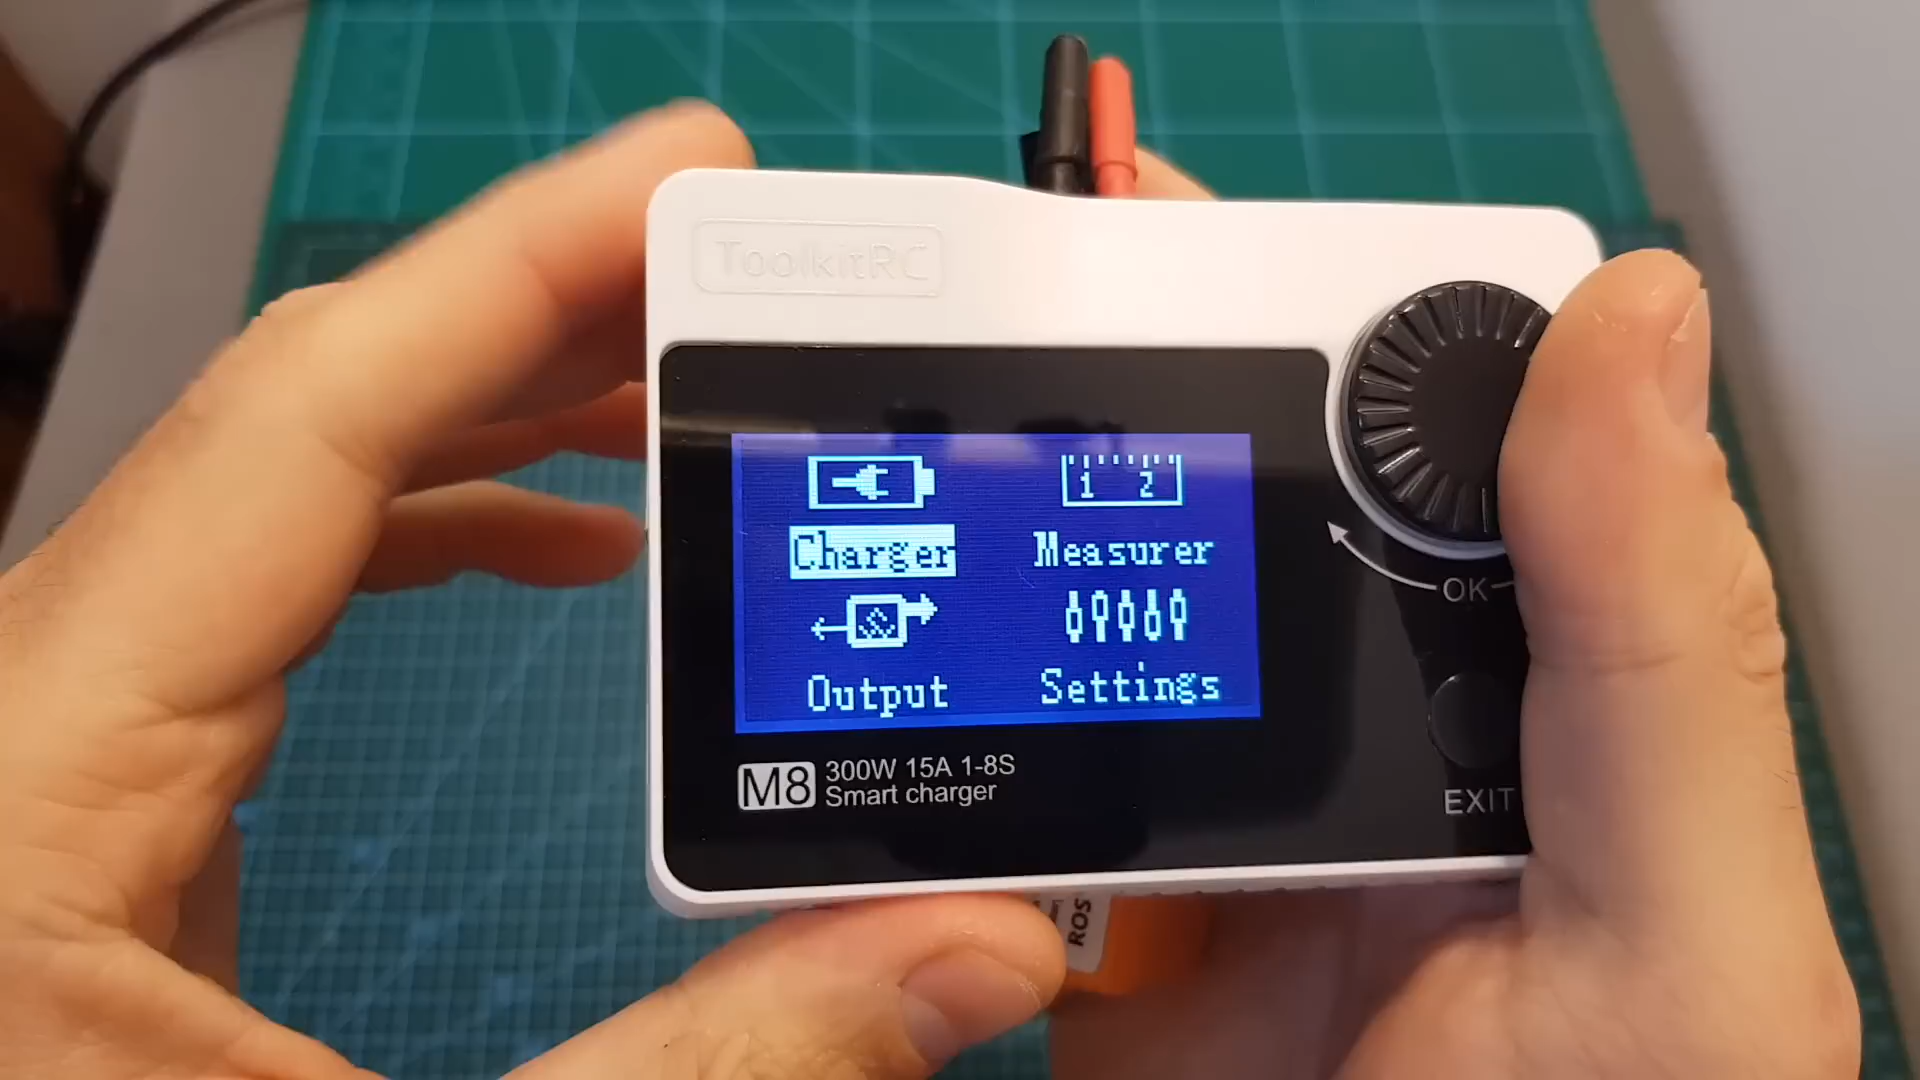 ToolkitRC
1 2
Charger Measurer
Output Settings
M8 300W 15A 1-8S
Smart charger
OK
EXIT
ROS